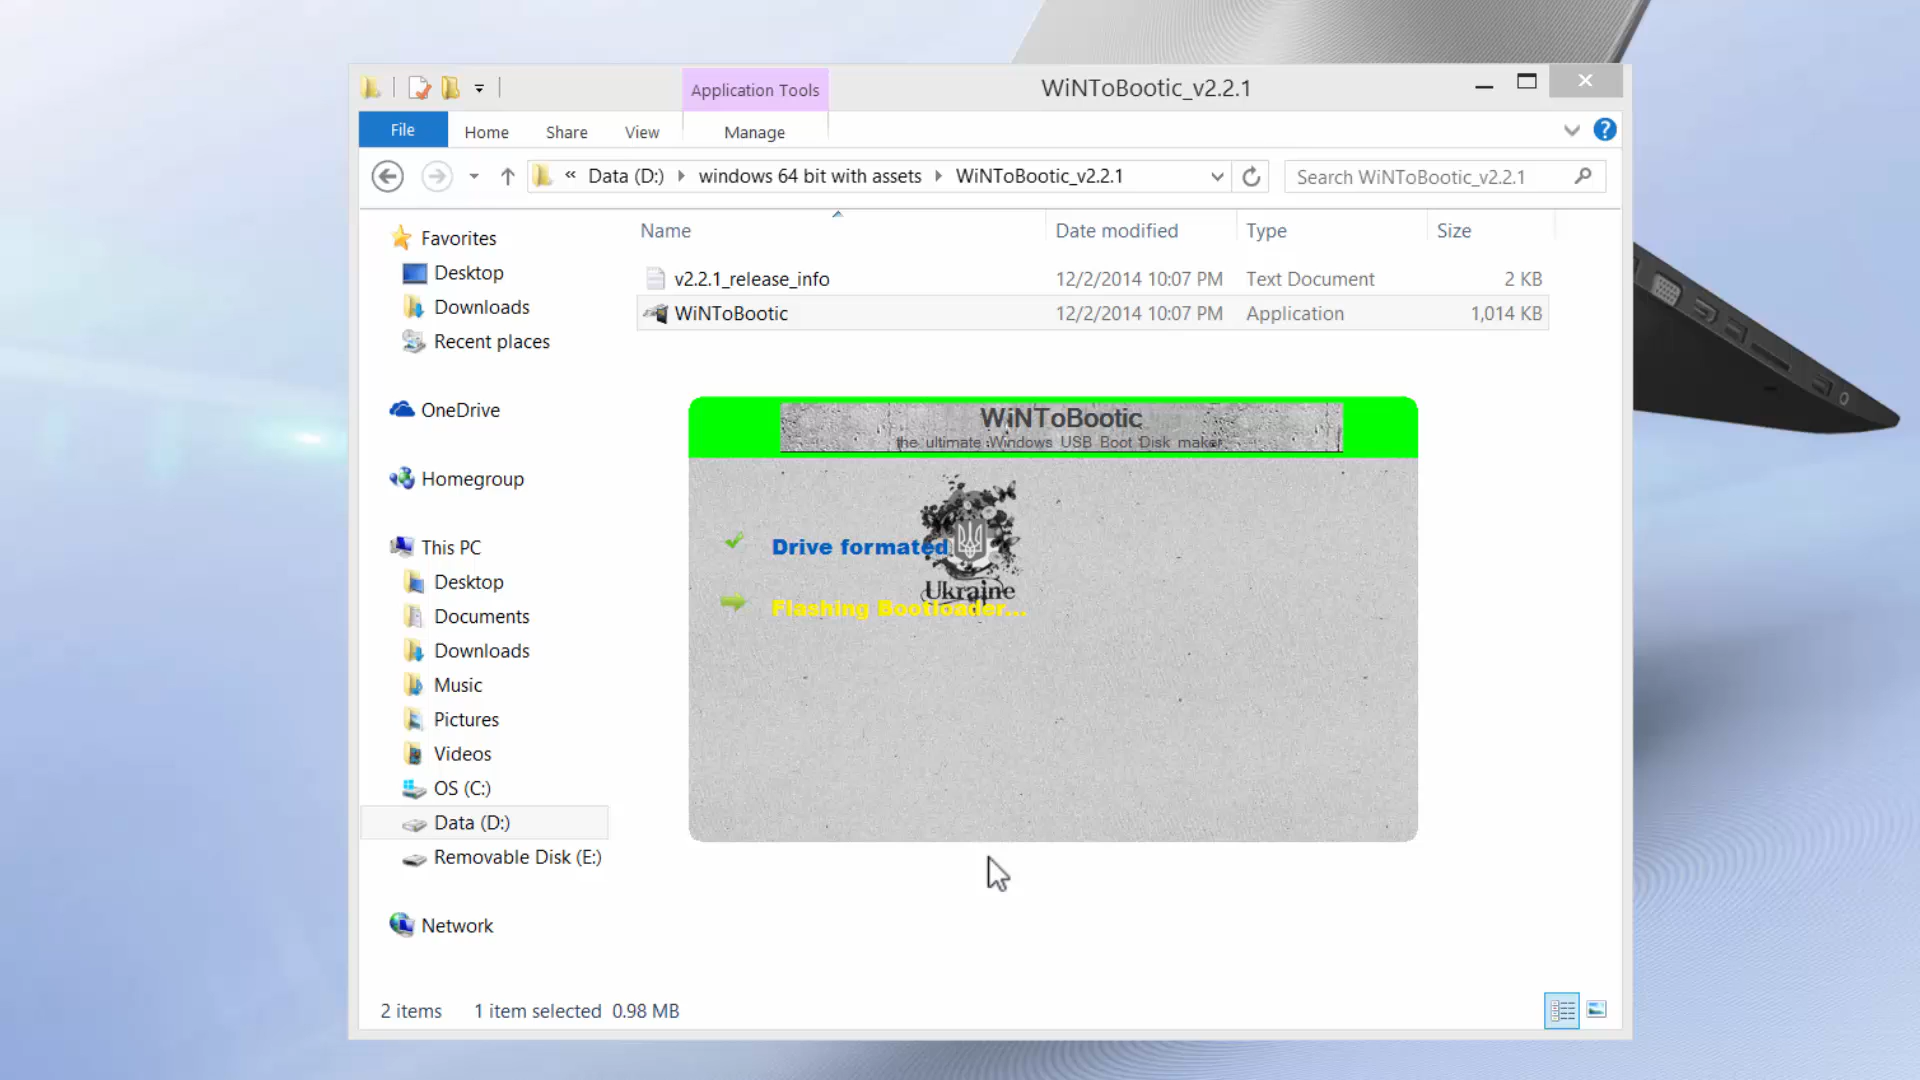 Application Tools
WiNToBootic_v2.2.1
File
Home
Share
View
Manage
« Data (D:) windows 64 bit with assets WiNToBootic_v2.2.1
Search WiNToBootic_v2.2.1
Name
Date modified
Type
Size
v2.2.1_release_info 12/2/2014 10:07 PM Text Document 2 KB
WiNToBootic 12/2/2014 10:07 PM Application 1,014 KB
Favorites
Desktop
Downloads
Recent places
OneDrive
Homegroup
This PC
Desktop
Documents
Downloads
Music
Pictures
Videos
OS (C:)
Data (D:)
Removable Disk (E:)
Network
WiNToBootic
the ultimate Windows USB Boot Disk maker
Drive formated
Ukraine
Flashing Bootloader...
2 items 1 item selected 0.98 MB